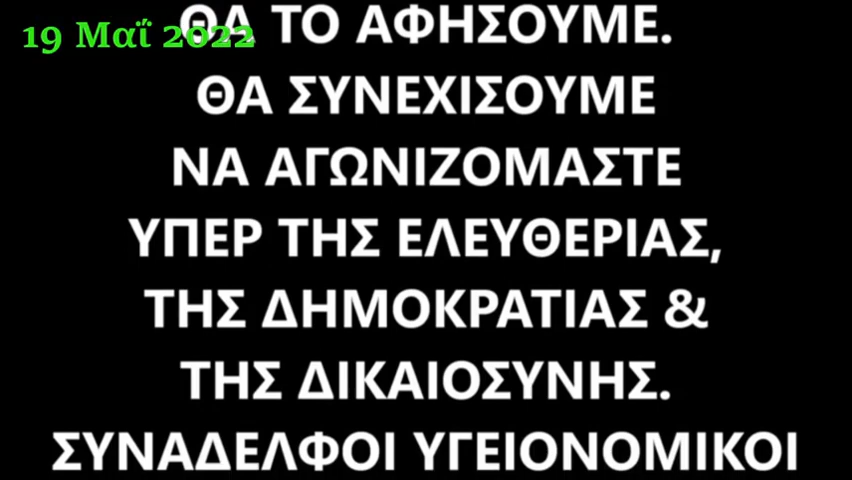 19 Μαΐ 2022
ΘΑ ΤΟ ΑΦΗΣΟΥΜΕ.
ΘΑ ΣΥΝΕΧΙΣΟΥΜΕ
ΝΑ ΑΓΩΝΙΖΟΜΑΣΤΕ
ΥΠΕΡ ΤΗΣ ΕΛΕΥΘΕΡΙΑΣ,
ΤΗΣ ΔΗΜΟΚΡΑΤΙΑΣ &
ΤΗΣ ΔΙΚΑΙΟΣΥΝΗΣ.
ΣΥΝΑΔΕΛΦΟΙ ΥΓΕΙΟΝΟΜΙΚΟΙ